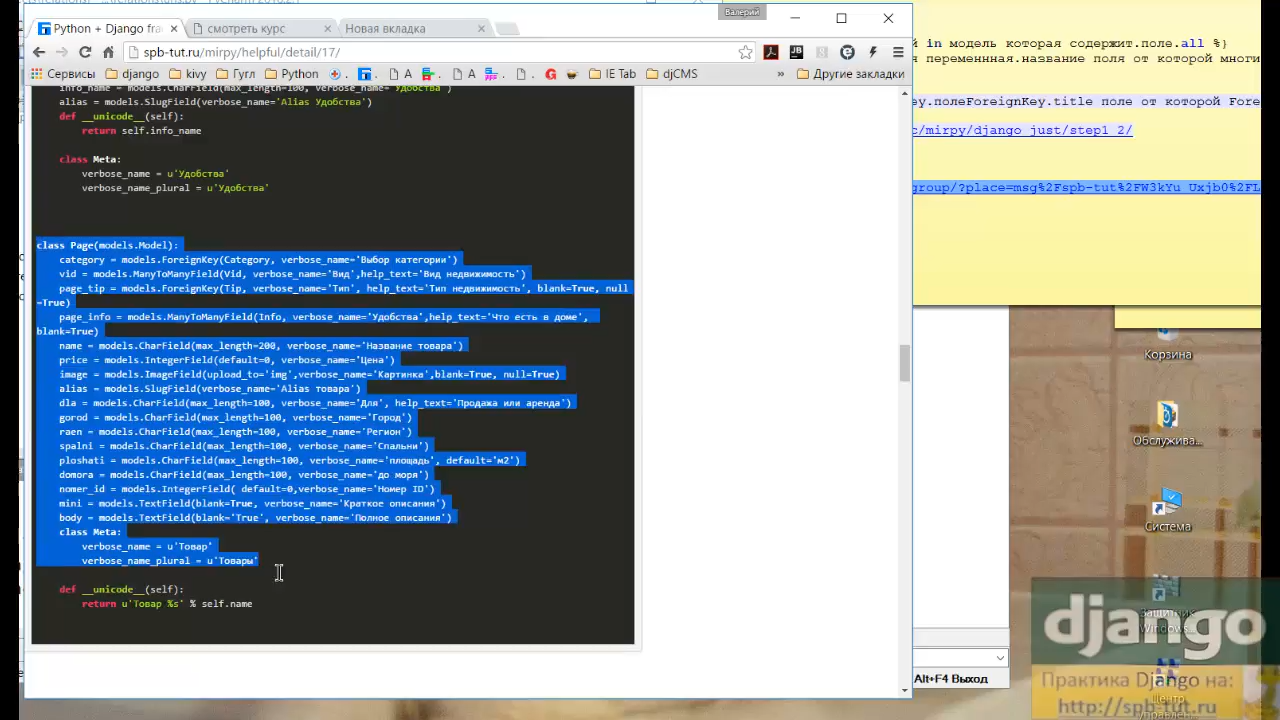 Валерий
Python + Django fra
смотреть курс
Новая вкладка
spb-tut.ru/mirpy/helpful/detail/17/
Сервисы django kivy Гугл Python A A G IE Tab djCMS » Другие закладки
alias = models.SlugField(verbose_name='Alias Удобства')
def __unicode__(self):
return self.info_name
class Meta:
verbose_name = u'Удобства'
verbose_name_plural = u'Удобства'
class Page(models.Model):
category = models.ForeignKey(Category, verbose_name='Выбор категории')
vid = models.ManyToManyField(Vid, verbose_name='Вид',help_text='Вид недвижимость')
page_tip = models.ForeignKey(Tip, verbose_name='Тип', help_text='Тип недвижимость', blank=True, null
=True)
page_info = models.ManyToManyField(Info, verbose_name='Удобства',help_text='Что есть в доме',
blank=True)
name = models.CharField(max_length=200, verbose_name='Название товара')
price = models.IntegerField(default=0, verbose_name='Цена')
image = models.ImageField(upload_to='img',verbose_name='Картинка',blank=True, null=True)
alias = models.SlugField(verbose_name='Alias товара')
dla = models.CharField(max_length=100, verbose_name='Для', help_text='Продажа или аренда')
gorod = models.CharField(max_length=100, verbose_name='Город')
raen = models.CharField(max_length=100, verbose_name='Регион')
spalni = models.CharField(max_length=100, verbose_name='Спальни')
ploshati = models.CharField(max_length=100, verbose_name='площадь', default='м2')
domora = models.CharField(max_length=100, verbose_name='до моря')
nomer_id = models.IntegerField( default=0,verbose_name='Номер ID')
mini = models.TextField(blank=True, verbose_name='Краткое описания')
body = models.TextField(blank='True', verbose_name='Полное описания')
class Meta:
verbose_name = u'Товар'
verbose_name_plural = u'Товары'
def __unicode__(self):
return u'Товар %s' % self.name
й in модель которая содержит.поле.all %}
я переменнная.название поля от которой многи
ey.полеForeignKey.title поле от которой Fore
c/mirpy/django_just/step1_2/
group/?place=msg%2Fspb-tut%2FW3kYu_Uxjb0%2FL
Корзина
Обслужива...
Система
Защитник
Windows...
Центр
управлен...
Alt+F4 Выход
django
Практика Django на:
http://spb-tut.ru